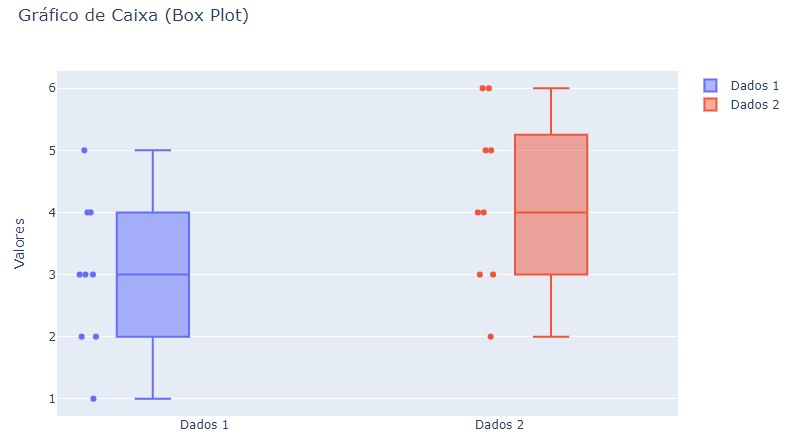 Gráfico de Caixa (Box Plot)
Dados 1
Dados 2
Valores
6
5
4
3
2
1
Dados 1
Dados 2